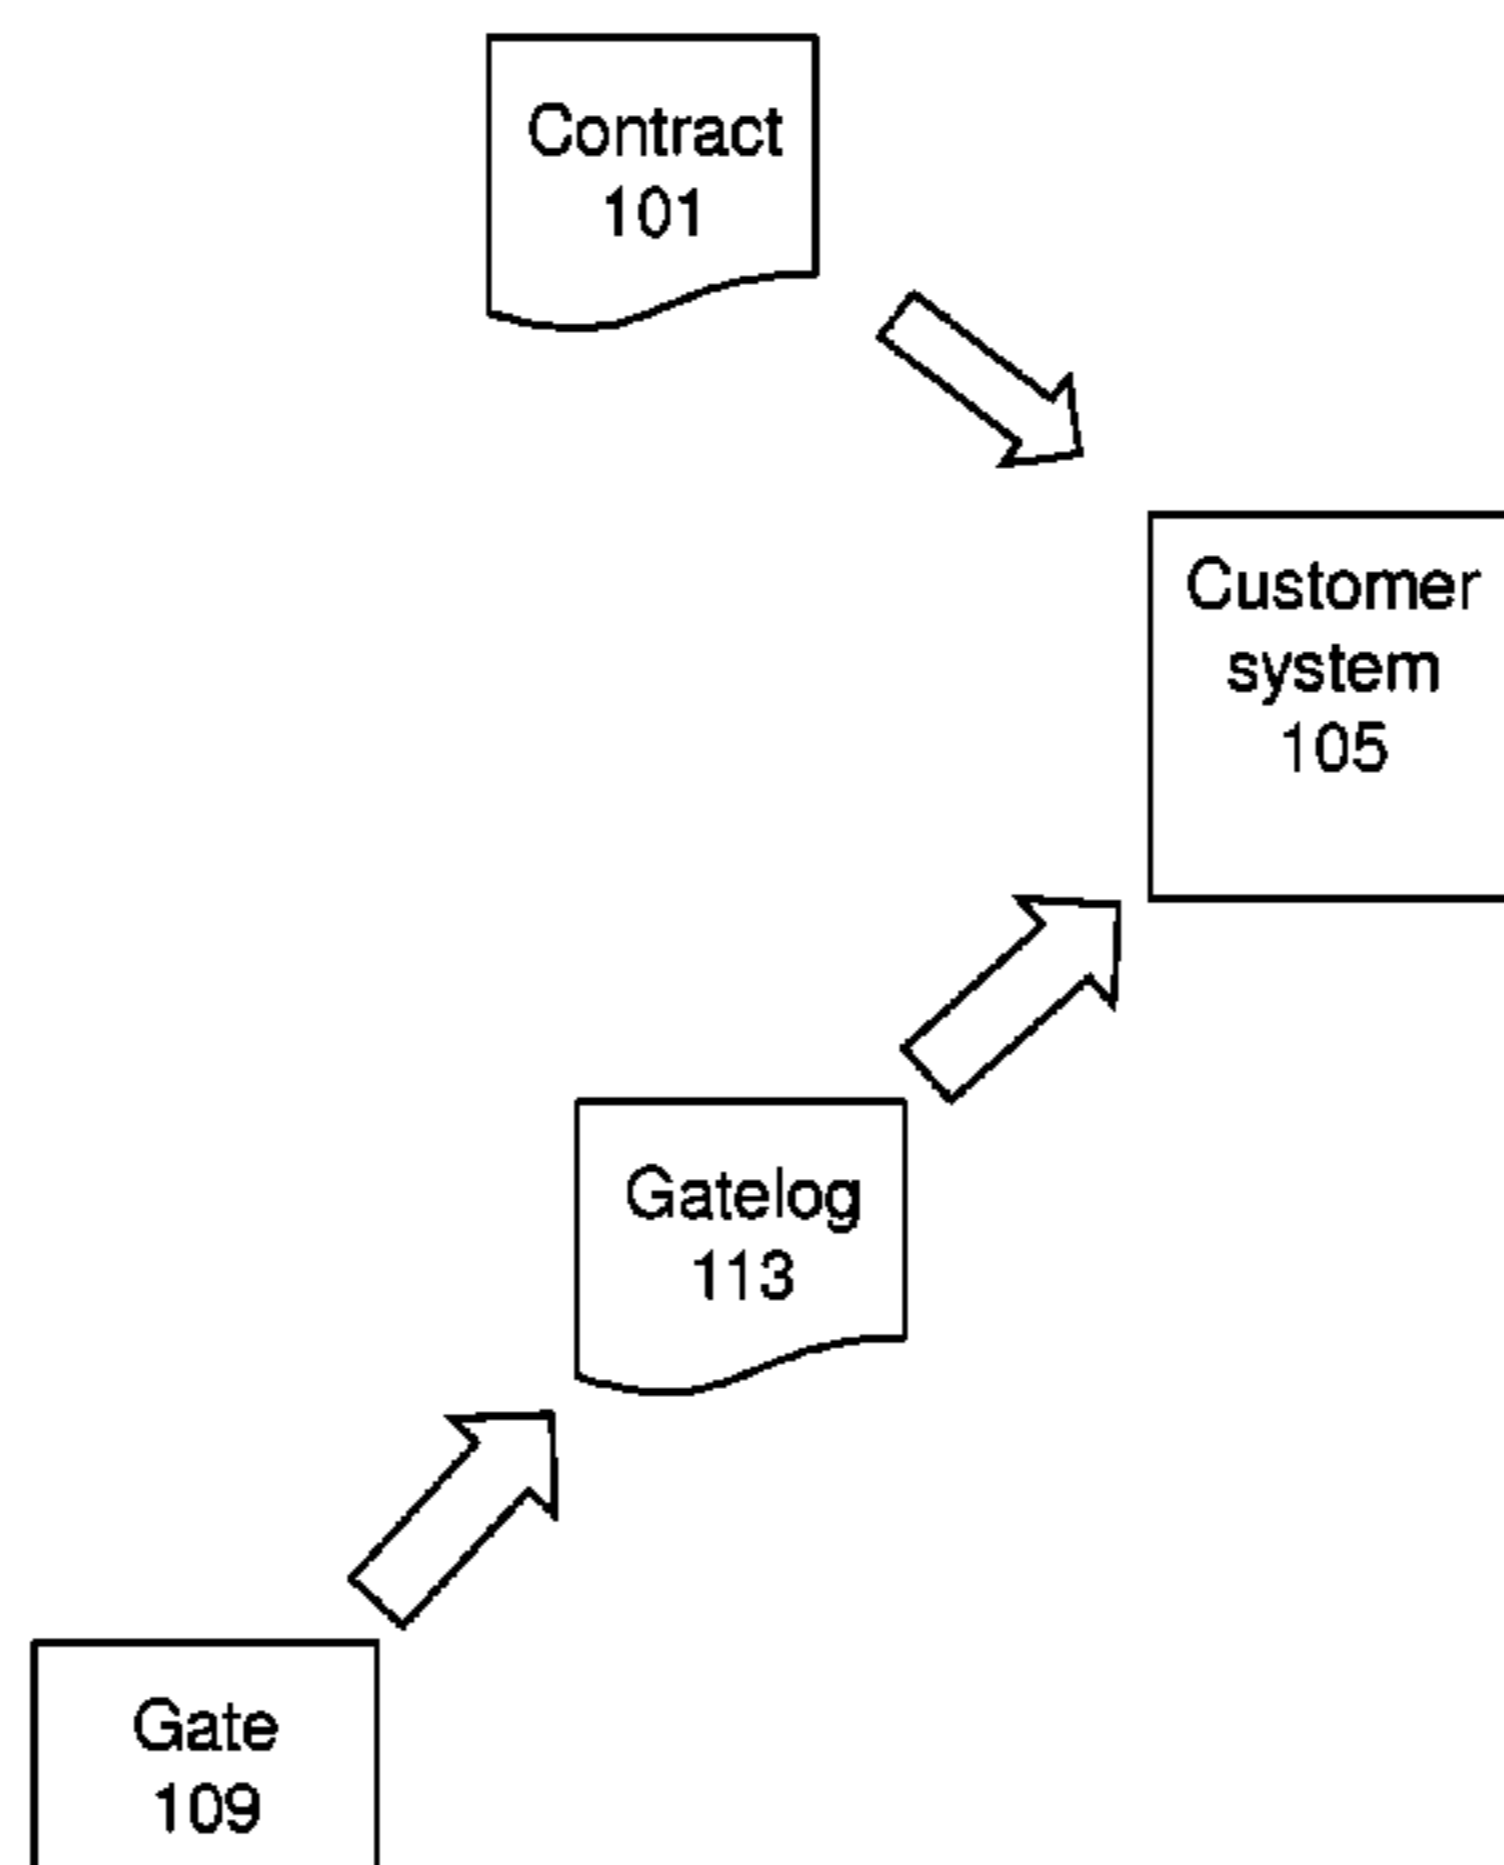 Contract
101
Customer
system
105
Gatelog
113
Gate
109